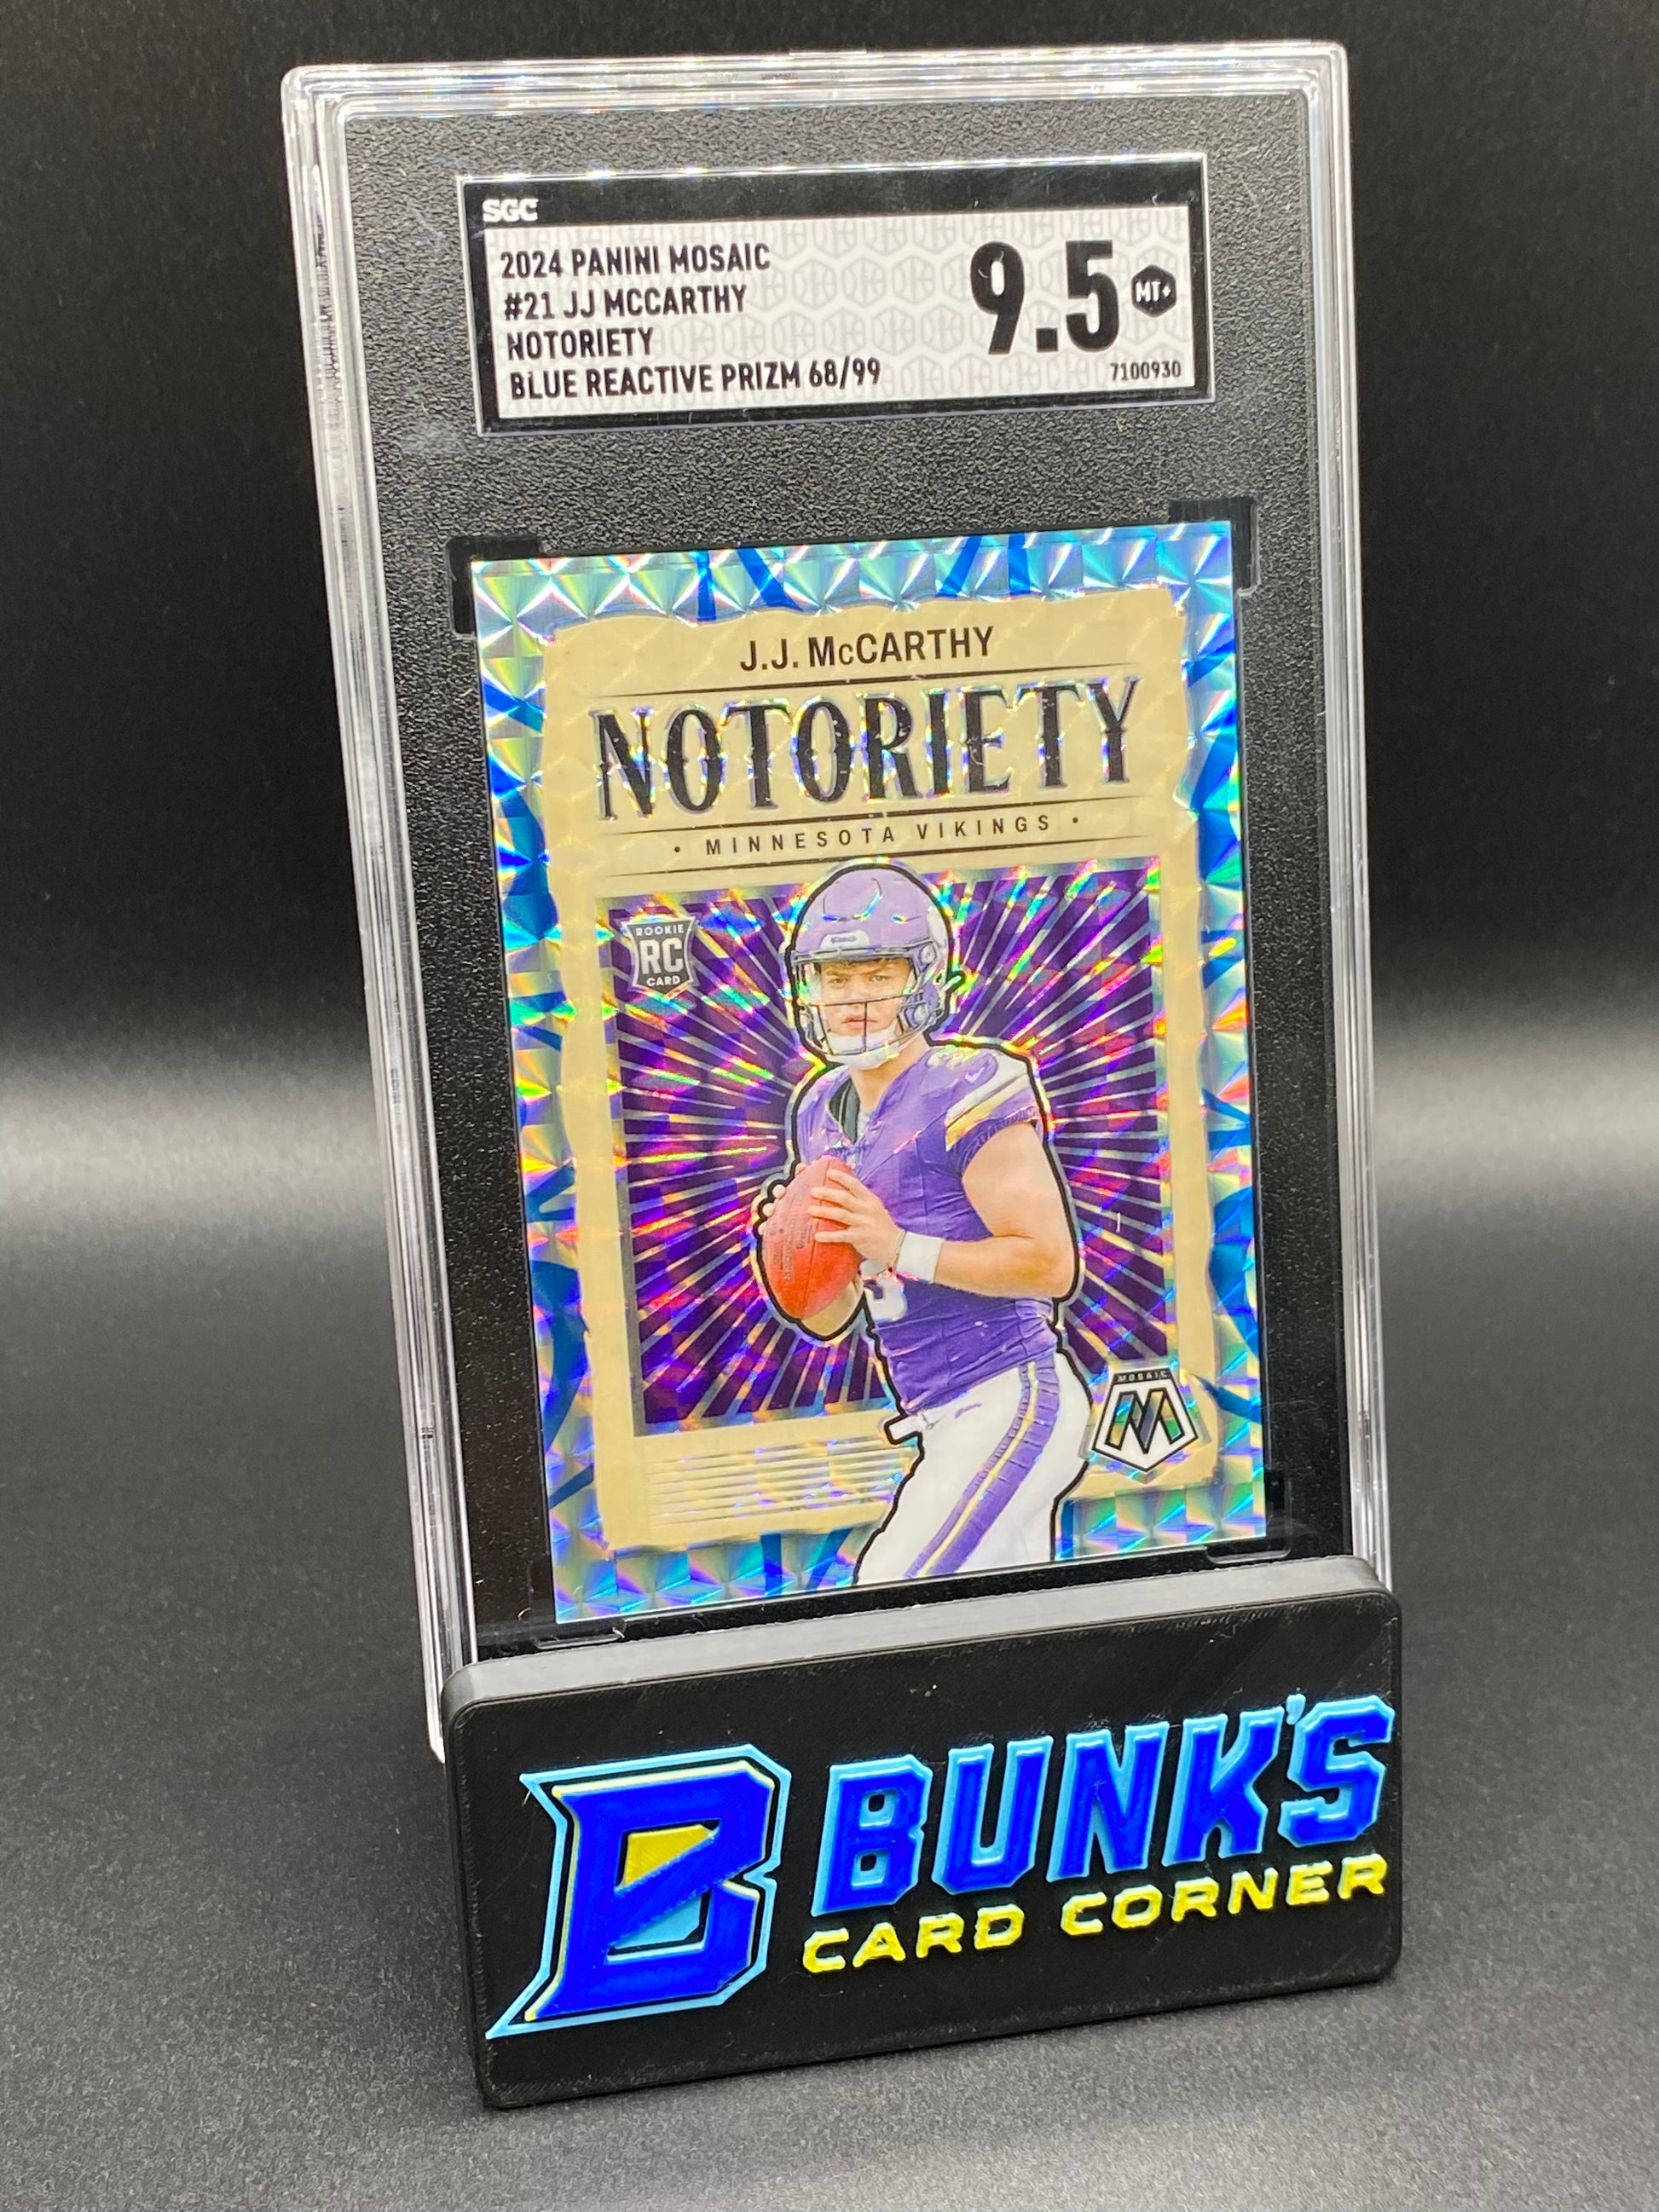 SGC
2024 PANINI MOSAIC
#21 JJ MCCARTHY
NOTORIETY
BLUE REACTIVE PRIZM 68/99
9.5
MT+
7100930
J.J. McCARTHY
NOTORIETY
• MINNESOTA VIKINGS •
ROOKIE
RC
CARD
MOSAIC
M
B
BUNK'S
CARD CORNER